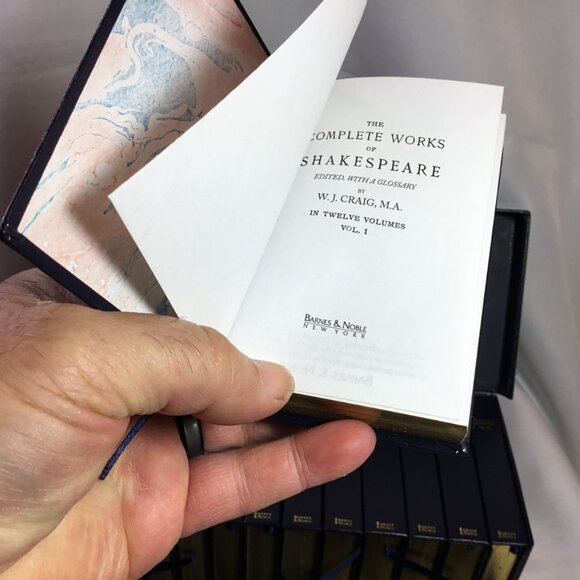 THE
COMPLETE WORKS
OF
SHAKESPEARE
EDITED, WITH A GLOSSARY
BY
W. J. CRAIG, M.A.
IN TWELVE VOLUMES
VOL. I
BARNES & NOBLE
NEW YORK